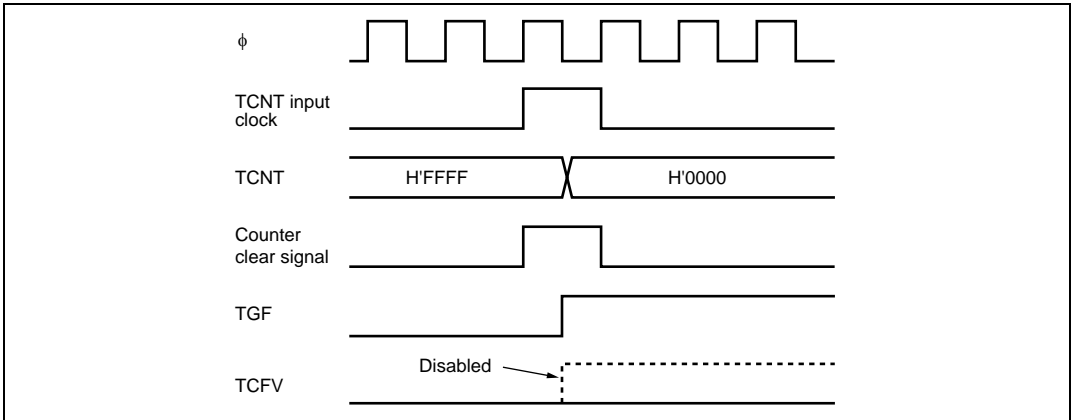 ϕ
TCNT input
clock
TCNT
H'FFFF
H'0000
Counter
clear signal
TGF
Disabled
TCFV